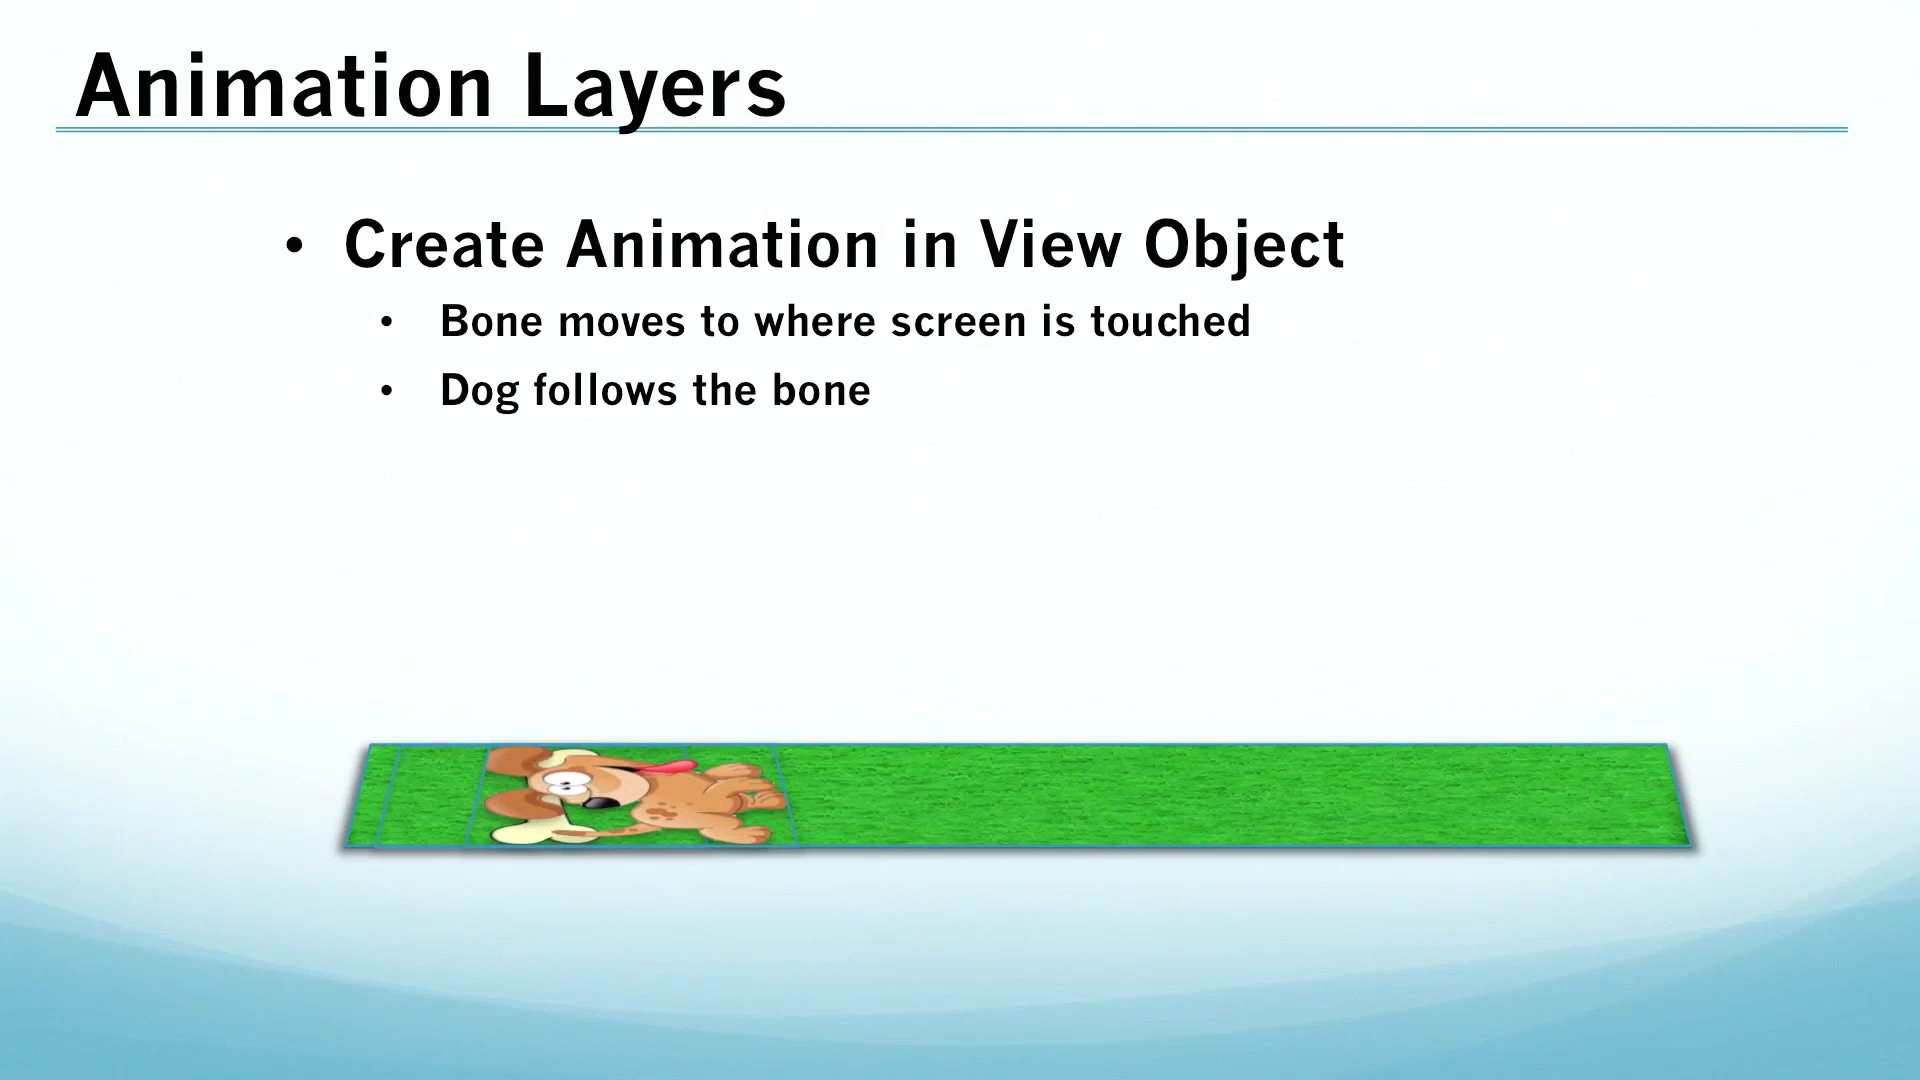 Animation Layers
• Create Animation in View Object
• Bone moves to where screen is touched
• Dog follows the bone